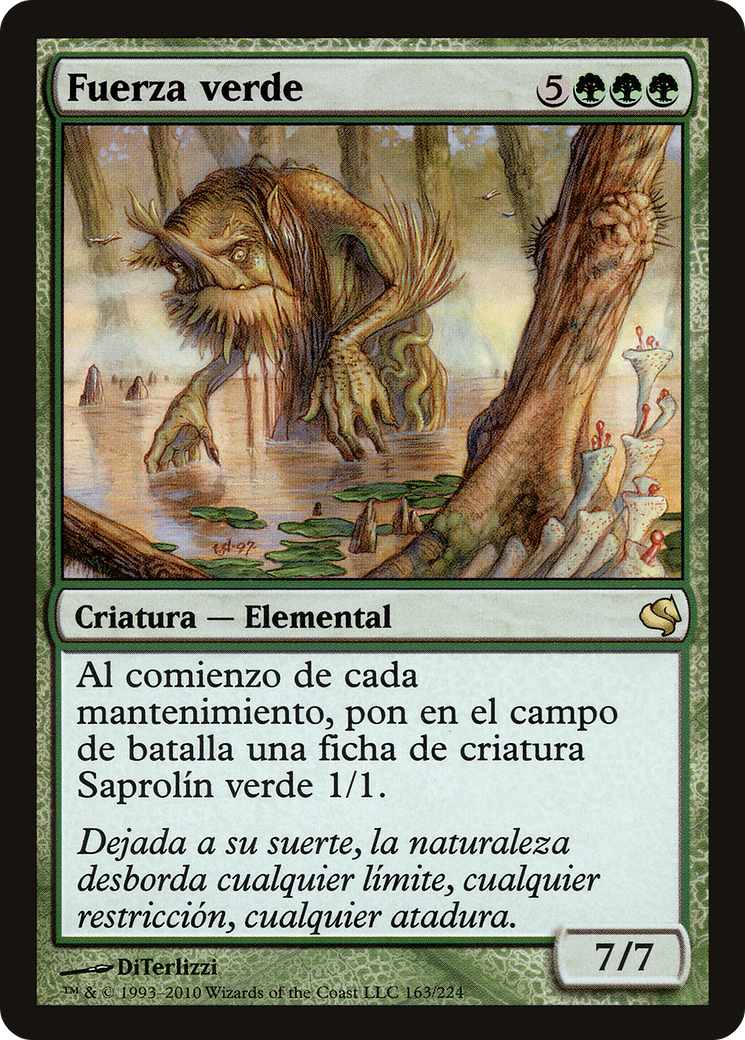 Fuerza verde
5
Criatura — Elemental
Al comienzo de cada
mantenimiento, pon en el campo
de batalla una ficha de criatura
Saprolín verde 1/1.
Dejada a su suerte, la naturaleza
desborda cualquier límite, cualquier
restricción, cualquier atadura.
7/7
DiTerlizzi
™ & © 1993–2010 Wizards of the Coast LLC 163/224